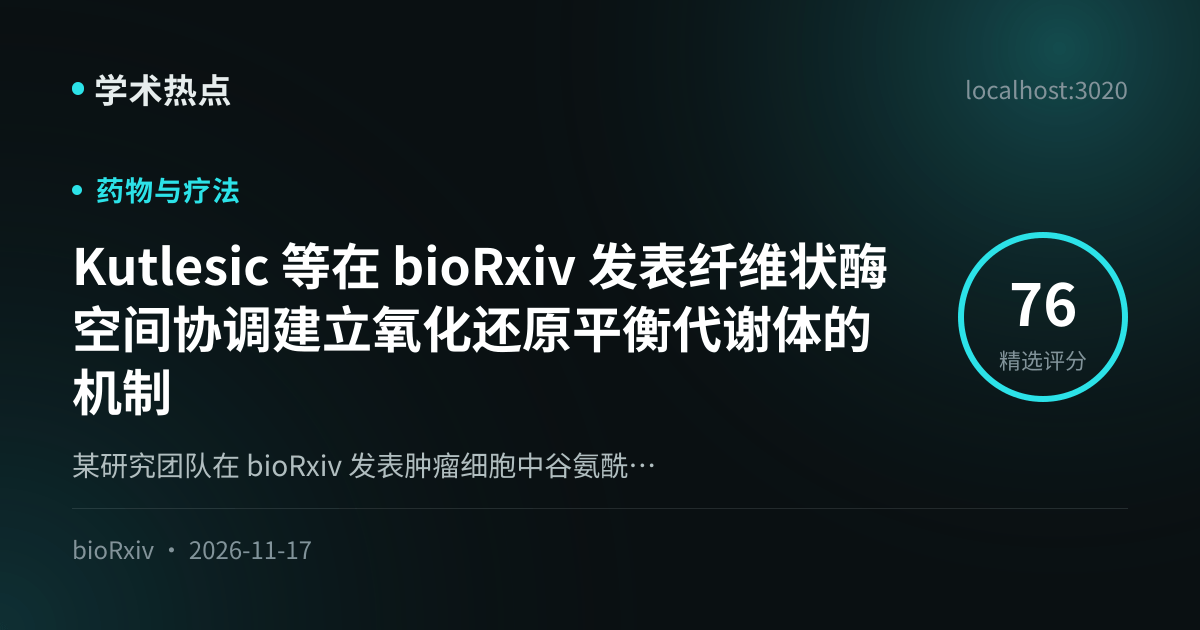 学术热点
localhost:3020
药物与疗法
Kutlesic 等在 bioRxiv 发表纤维状酶
空间协调建立氧化还原平衡代谢体的
机制
76
精选评分
某研究团队在 bioRxiv 发表肿瘤细胞中谷氨酰…
bioRxiv · 2026-11-17